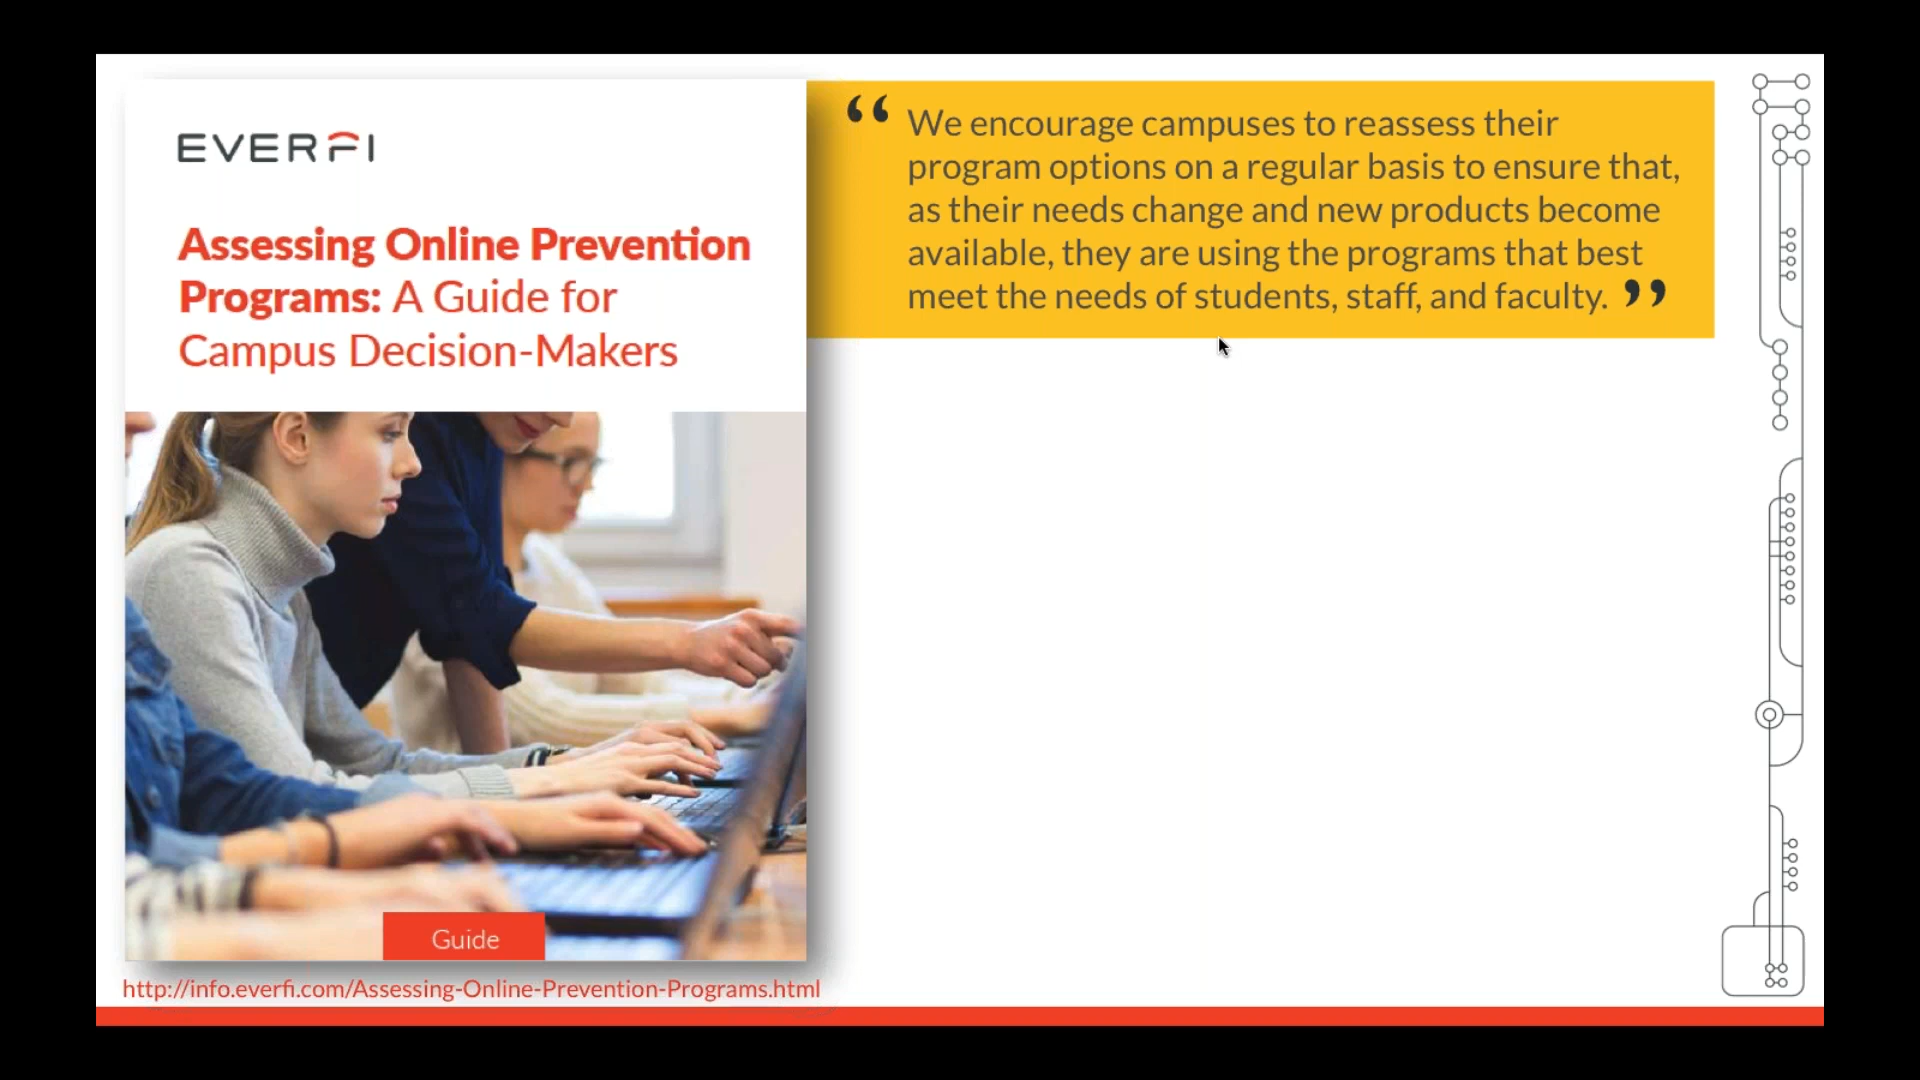 EVERFI
Assessing Online Prevention
Programs: A Guide for
Campus Decision-Makers
Guide
http://info.everfi.com/Assessing-Online-Prevention-Programs.html
“ We encourage campuses to reassess their
program options on a regular basis to ensure that,
as their needs change and new products become
available, they are using the programs that best
meet the needs of students, staff, and faculty. ”